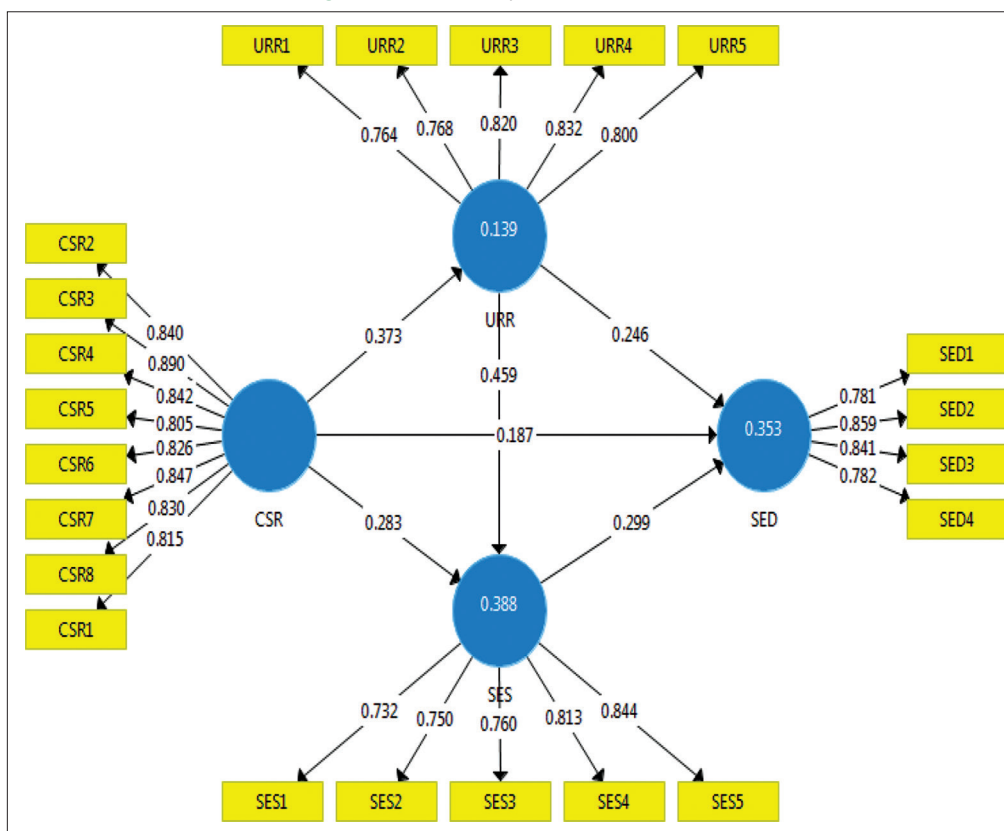 URR1 URR2 URR3 URR4 URR5
0.764 0.768 0.820 0.832 0.800
0.139
URR
CSR2
CSR3
CSR4
CSR5
CSR6
CSR7
CSR8
CSR1
0.840
0.890
0.842
0.805
0.826
0.847
0.830
0.815
CSR
0.373
0.246
0.459
0.187
0.283
0.299
0.353
SED
0.781
0.859
0.841
0.782
SED1
SED2
SED3
SED4
0.388
SES
0.732 0.750 0.760 0.813 0.844
SES1 SES2 SES3 SES4 SES5